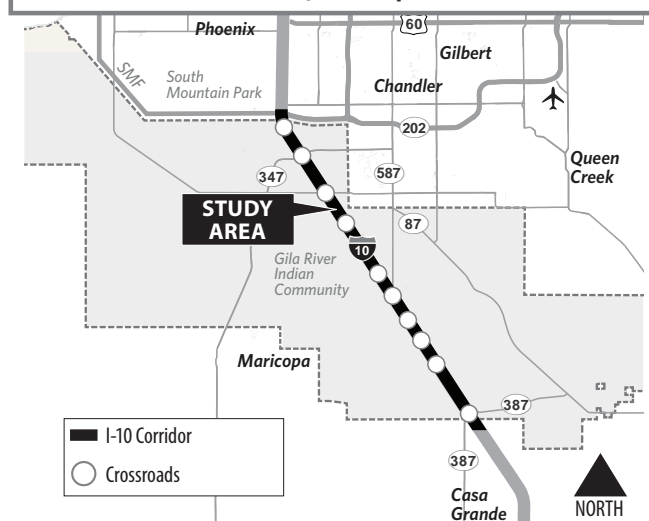 60
Phoenix
Gilbert
SMF
South
Mountain Park
Chandler
202
Queen
Creek
347
587
STUDY
AREA
87
10
Gila River
Indian
Community
Maricopa
387
I-10 Corridor
Crossroads
387
Casa
Grande
NORTH